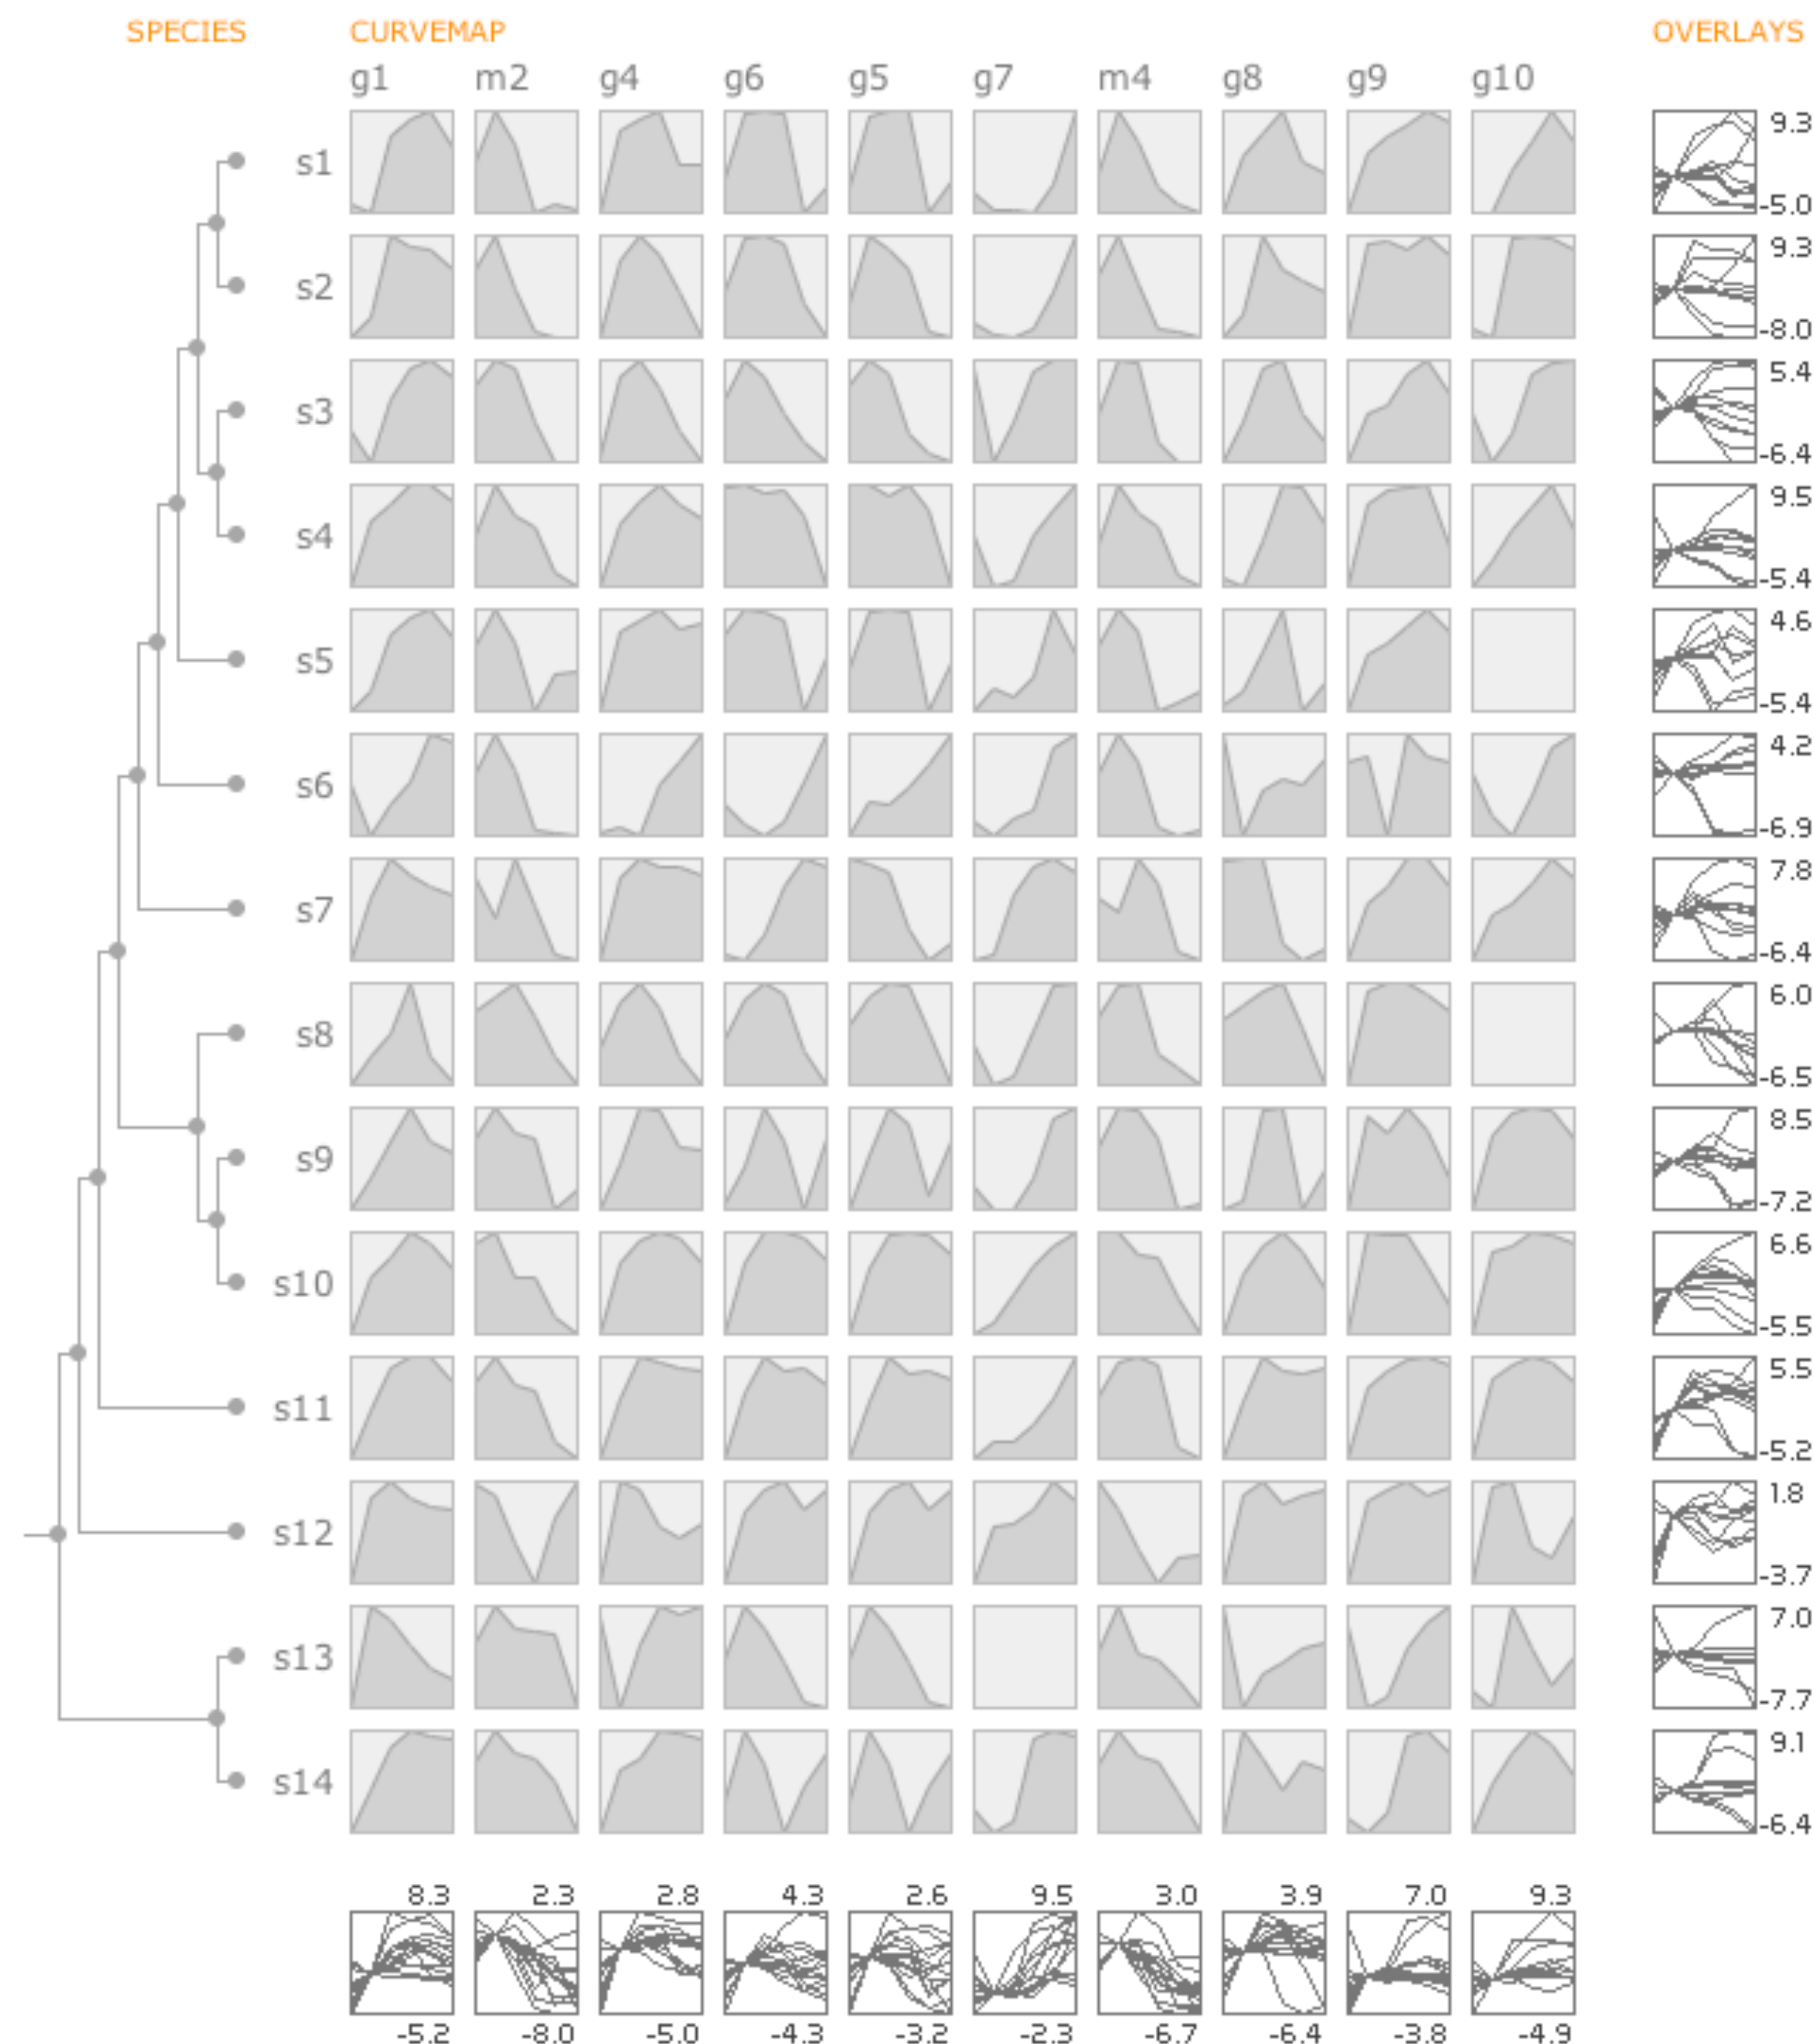 SPECIES CURVEMAP OVERLAYS
g1 m2 g4 g6 g5 g7 m4 g8 g9 g10
s1 9.3
-5.0
s2 9.3
-8.0
s3 5.4
-6.4
s4 9.5
-5.4
s5 4.6
-5.4
s6 4.2
-6.9
s7 7.8
-6.4
s8 6.0
-6.5
s9 8.5
-7.2
s10 6.6
-5.5
s11 5.5
-5.2
s12 1.8
-3.7
s13 7.0
-7.7
s14 9.1
-6.4
8.3 2.3 2.8 4.3 2.6 9.5 3.0 3.9 7.0 9.3
-5.2 -8.0 -5.0 -4.3 -3.2 -2.3 -6.7 -6.4 -3.8 -4.9